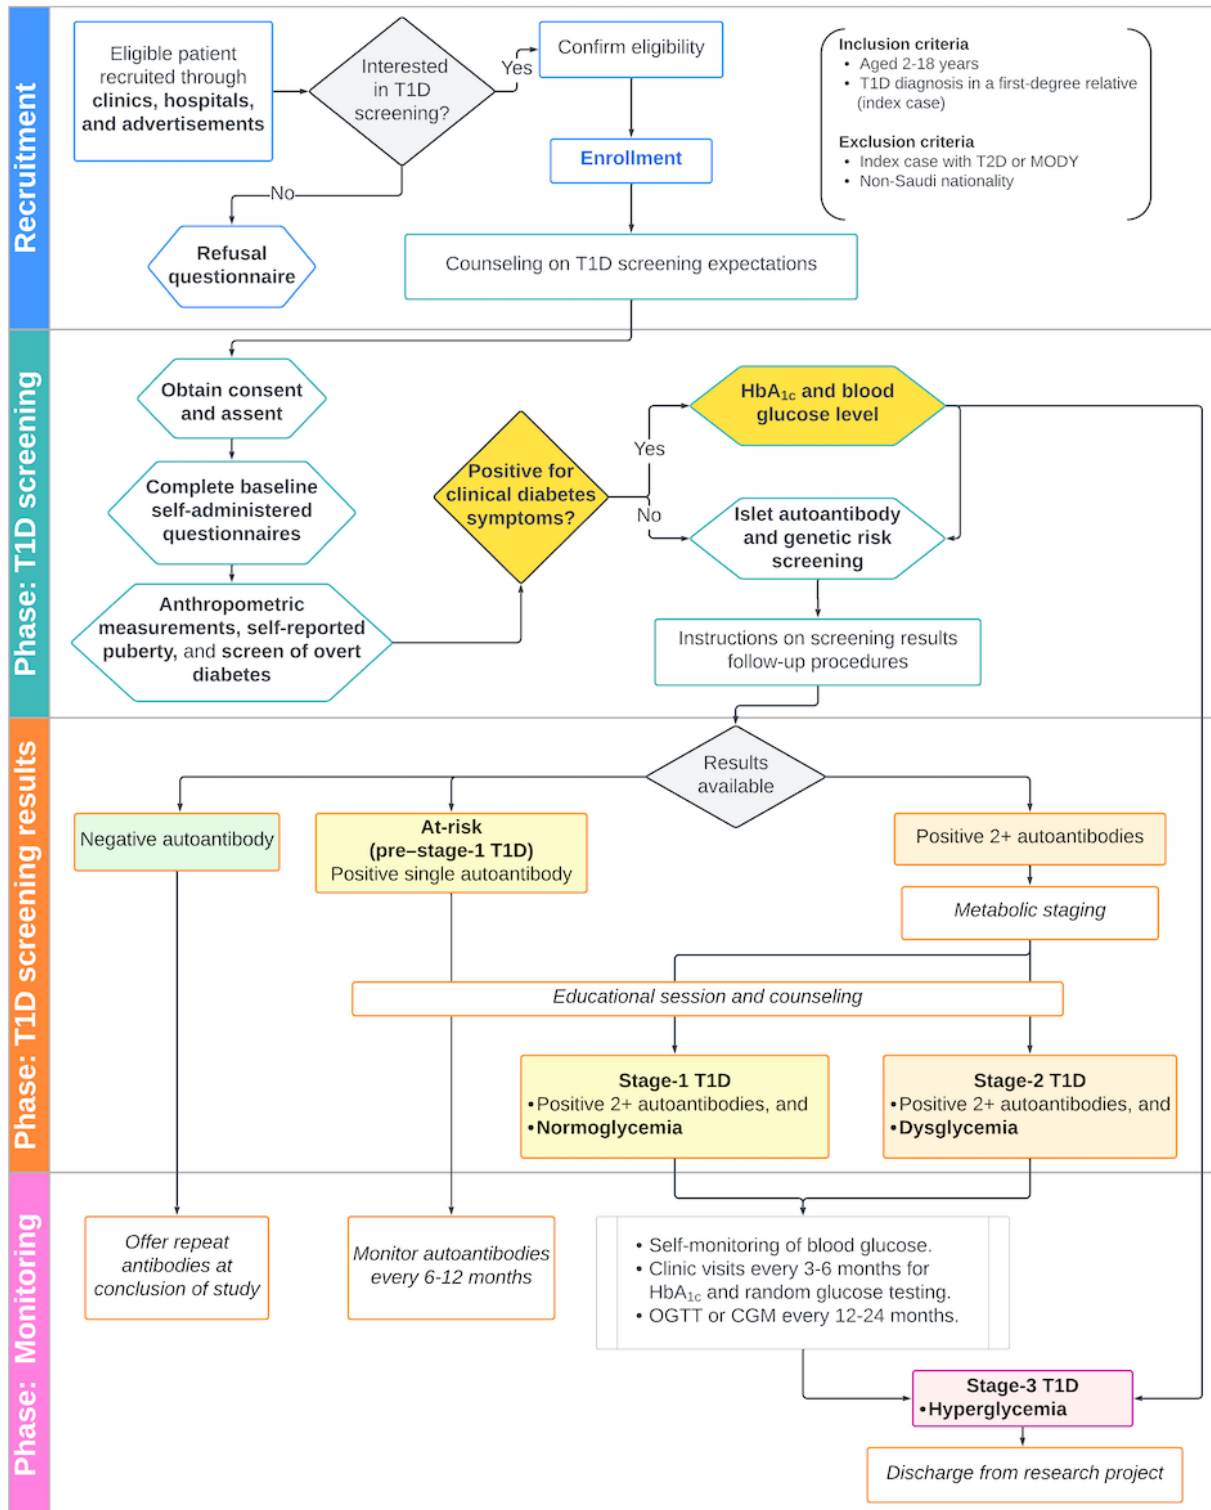 Recruitment
Eligible patient
recruited through
clinics, hospitals,
and advertisements
Interested
in T1D
screening?
Yes
No
Confirm eligibility
Enrollment
Refusal
questionnaire
Counseling on T1D screening expectations
Inclusion criteria
• Aged 2-18 years
• T1D diagnosis in a first-degree relative
(index case)
Exclusion criteria
• Index case with T2D or MODY
• Non-Saudi nationality
Phase: T1D screening
Obtain consent
and assent
Complete baseline
self-administered
questionnaires
Anthropometric
measurements, self-reported
puberty, and screen of overt
diabetes
Positive for
clinical diabetes
symptoms?
Yes
No
HbA1c and blood
glucose level
Islet autoantibody
and genetic risk
screening
Instructions on screening results
follow-up procedures
Phase: T1D screening results
Results
available
Negative autoantibody
At-risk
(pre–stage-1 T1D)
Positive single autoantibody
Positive 2+ autoantibodies
Metabolic staging
Educational session and counseling
Stage-1 T1D
• Positive 2+ autoantibodies, and
• Normoglycemia
Stage-2 T1D
• Positive 2+ autoantibodies, and
• Dysglycemia
Phase: Monitoring
Offer repeat
antibodies at
conclusion of study
Monitor autoantibodies
every 6-12 months
• Self-monitoring of blood glucose.
• Clinic visits every 3-6 months for
HbA1c and random glucose testing.
• OGTT or CGM every 12-24 months.
Stage-3 T1D
• Hyperglycemia
Discharge from research project